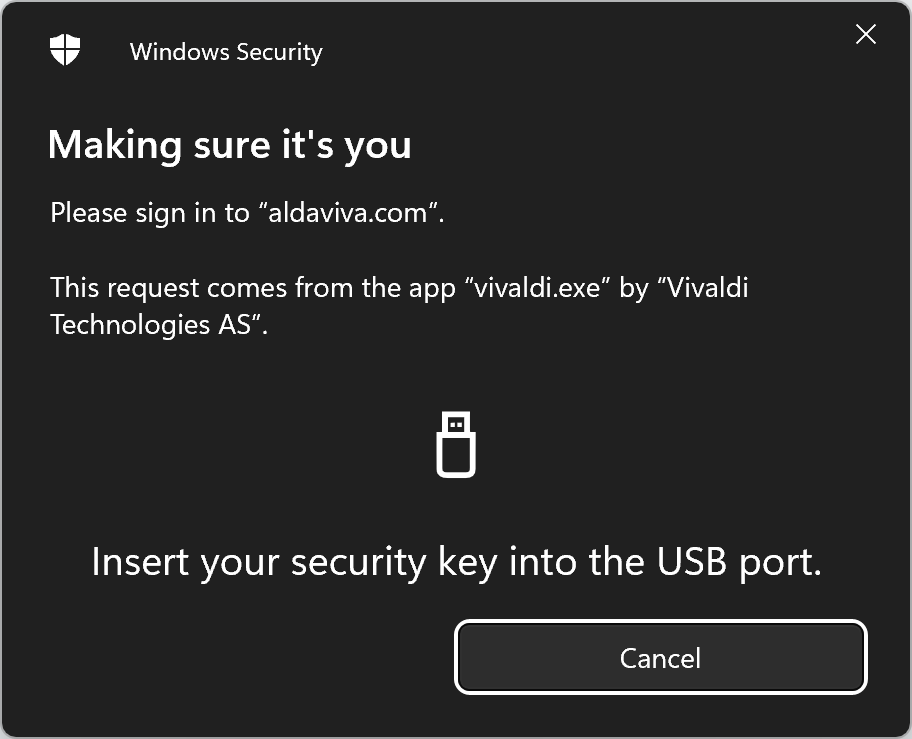 Windows Security
Making sure it's you
Please sign in to “aldaviva.com”.
This request comes from the app “vivaldi.exe” by “Vivaldi
Technologies AS”.
Insert your security key into the USB port.
Cancel